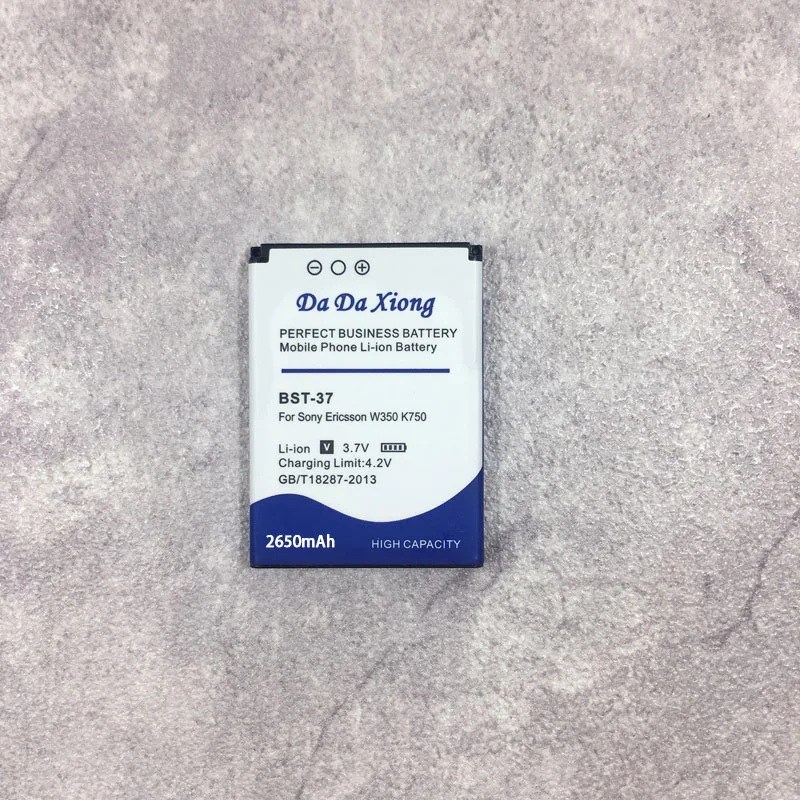 Da Da Xiong
PERFECT BUSINESS BATTERY
Mobile Phone Li-ion Battery
BST-37
For Sony Ericsson W350 K750
Li-ion V 3.7V
Charging Limit:4.2V
GB/T18287-2013
2650mAh HIGH CAPACITY